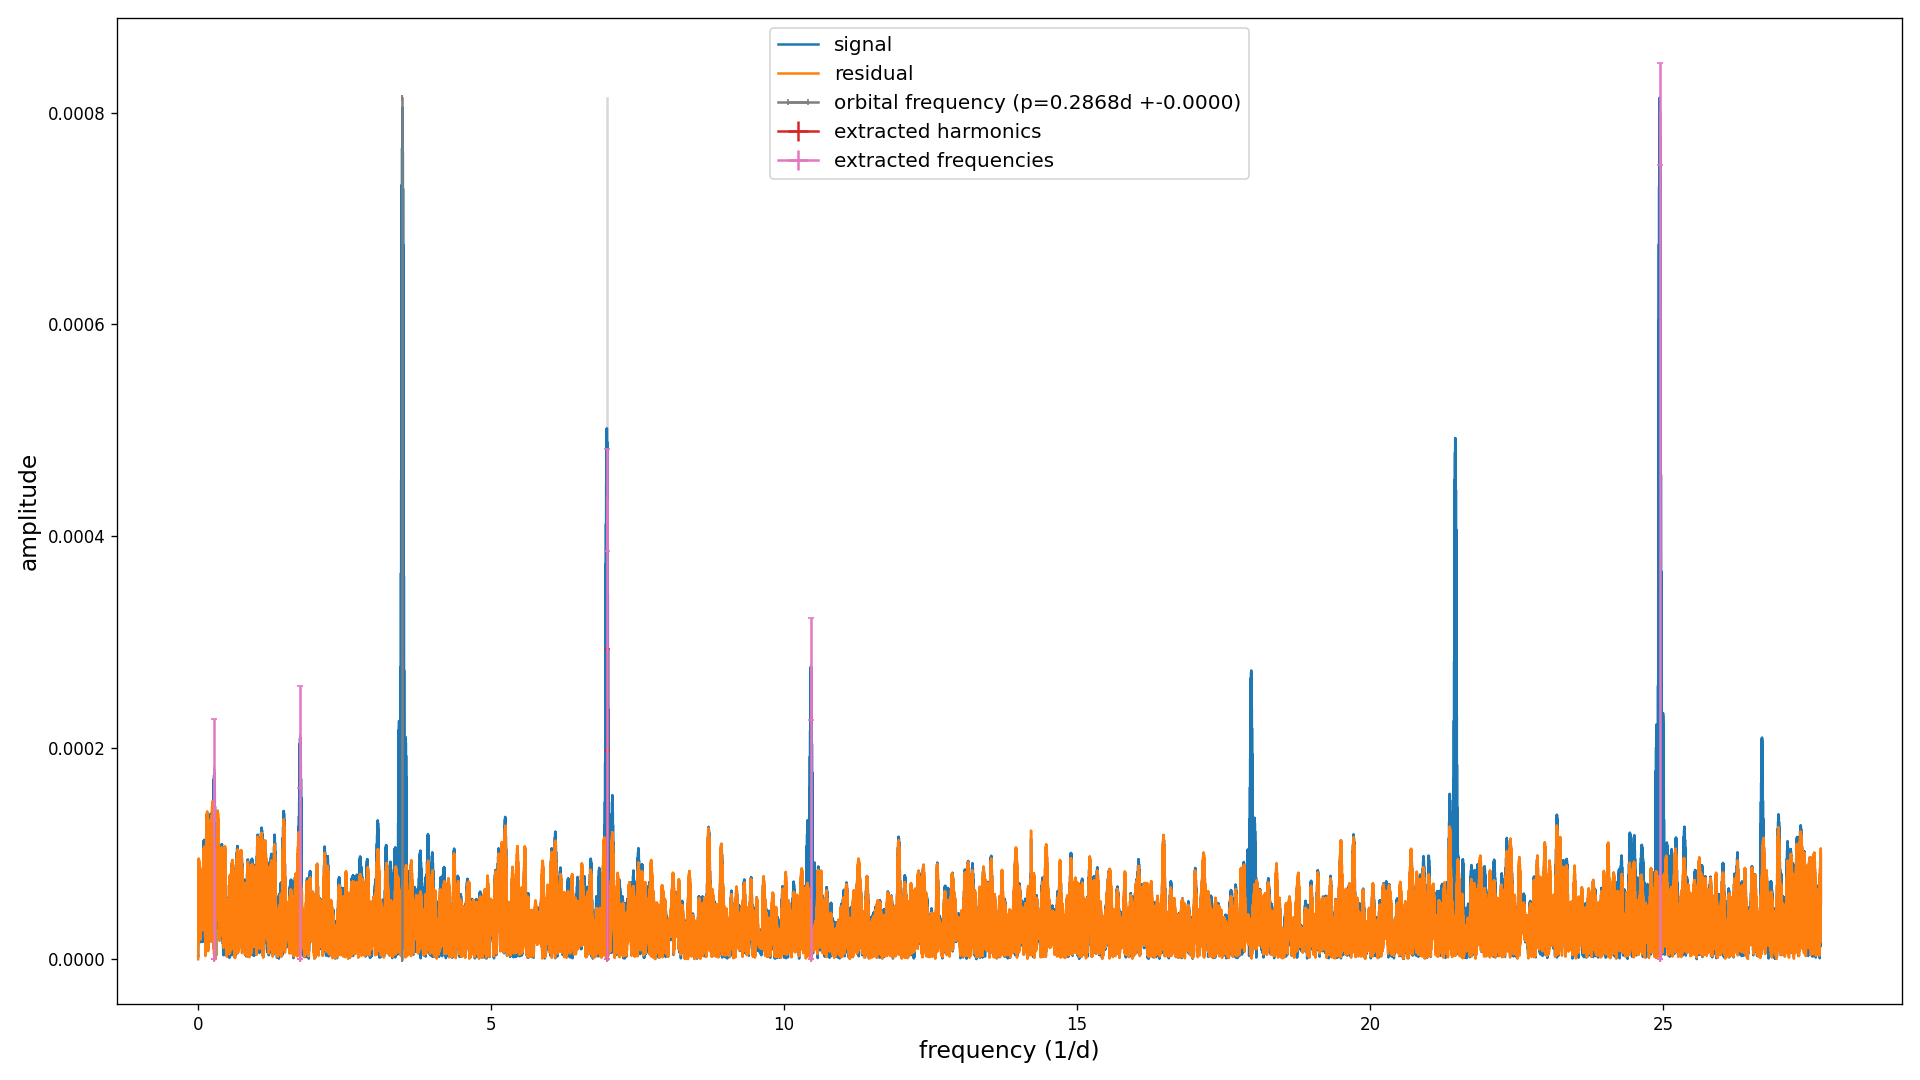 signal
residual
orbital frequency (p=0.2868d +-0.0000)
extracted harmonics
extracted frequencies
amplitude
0.0008
0.0006
0.0004
0.0002
0.0000
0 5 10 15 20 25
frequency (1/d)